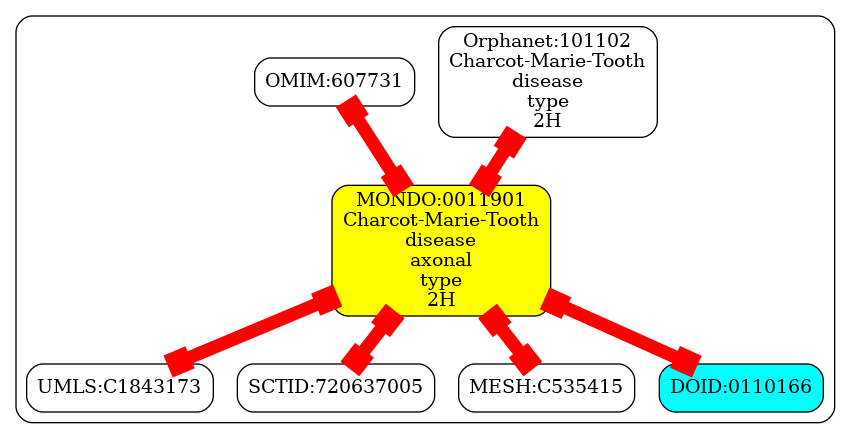 Orphanet:101102
Charcot-Marie-Tooth
disease
type
2H
OMIM:607731
MONDO:0011901
Charcot-Marie-Tooth
disease
axonal
type
2H
UMLS:C1843173
SCTID:720637005
MESH:C535415
DOID:0110166